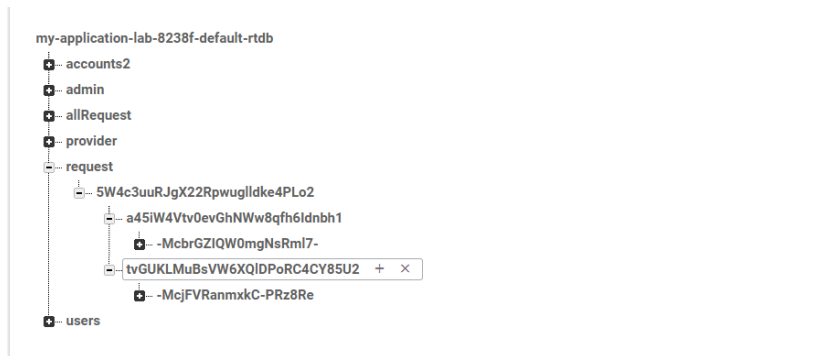 my-application-lab-8238f-default-rtdb
accounts2
admin
allRequest
provider
request
5W4c3uuRJgX22Rpwuglldke4PLo2
a45iW4Vtv0evGhNWw8qfh6Idnbh1
-McbrGZIQW0mgNsRml7-
tvGUKLMuBsVW6XQlDPoRC4CY85U2
-McjFVRanmxkC-PRz8Re
users